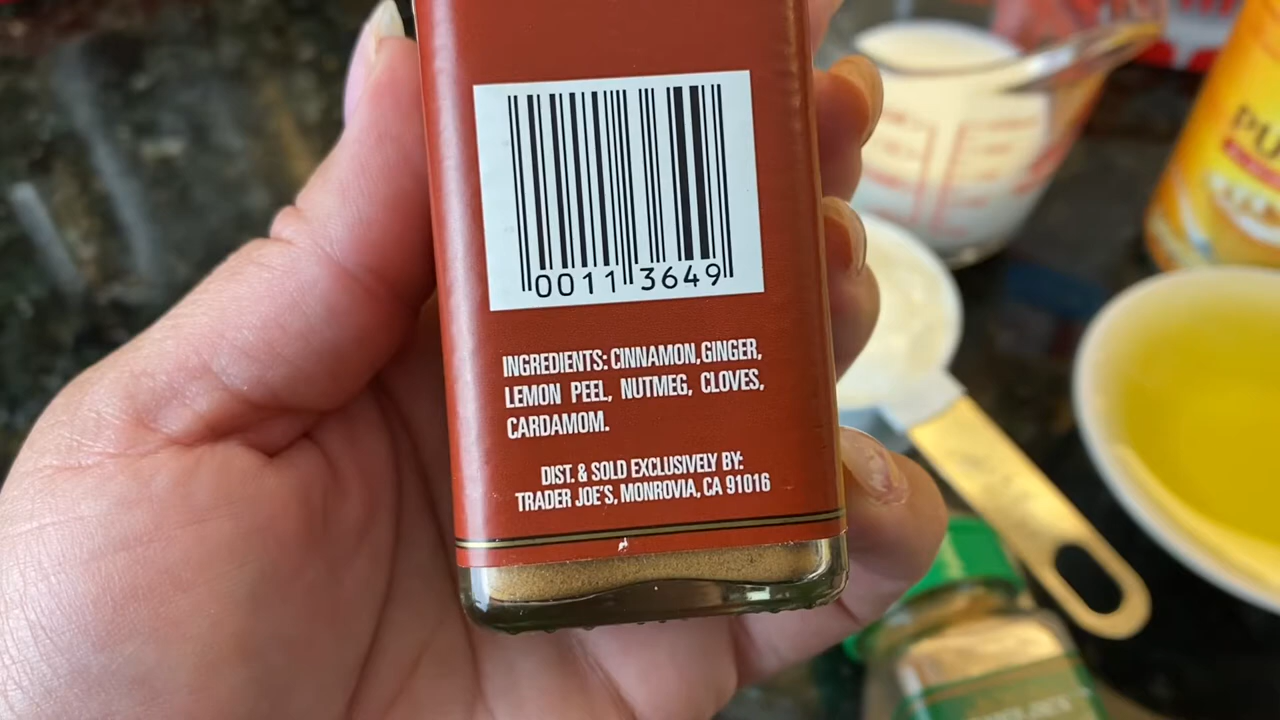 0011 3649
INGREDIENTS: CINNAMON, GINGER,
LEMON PEEL, NUTMEG, CLOVES,
CARDAMOM.
DIST. & SOLD EXCLUSIVELY BY:
TRADER JOE'S, MONROVIA, CA 91016
PU